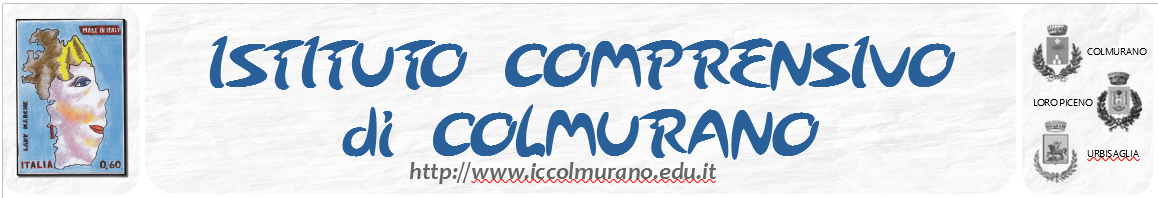 MADE IN ITALY
LADY MARCHE
ITALIA 0,60
ISTITUTO COMPRENSIVO
di COLMURANO
http://www.iccolmurano.edu.it
COLMURANO
LORO PICENO
URBISAGLIA